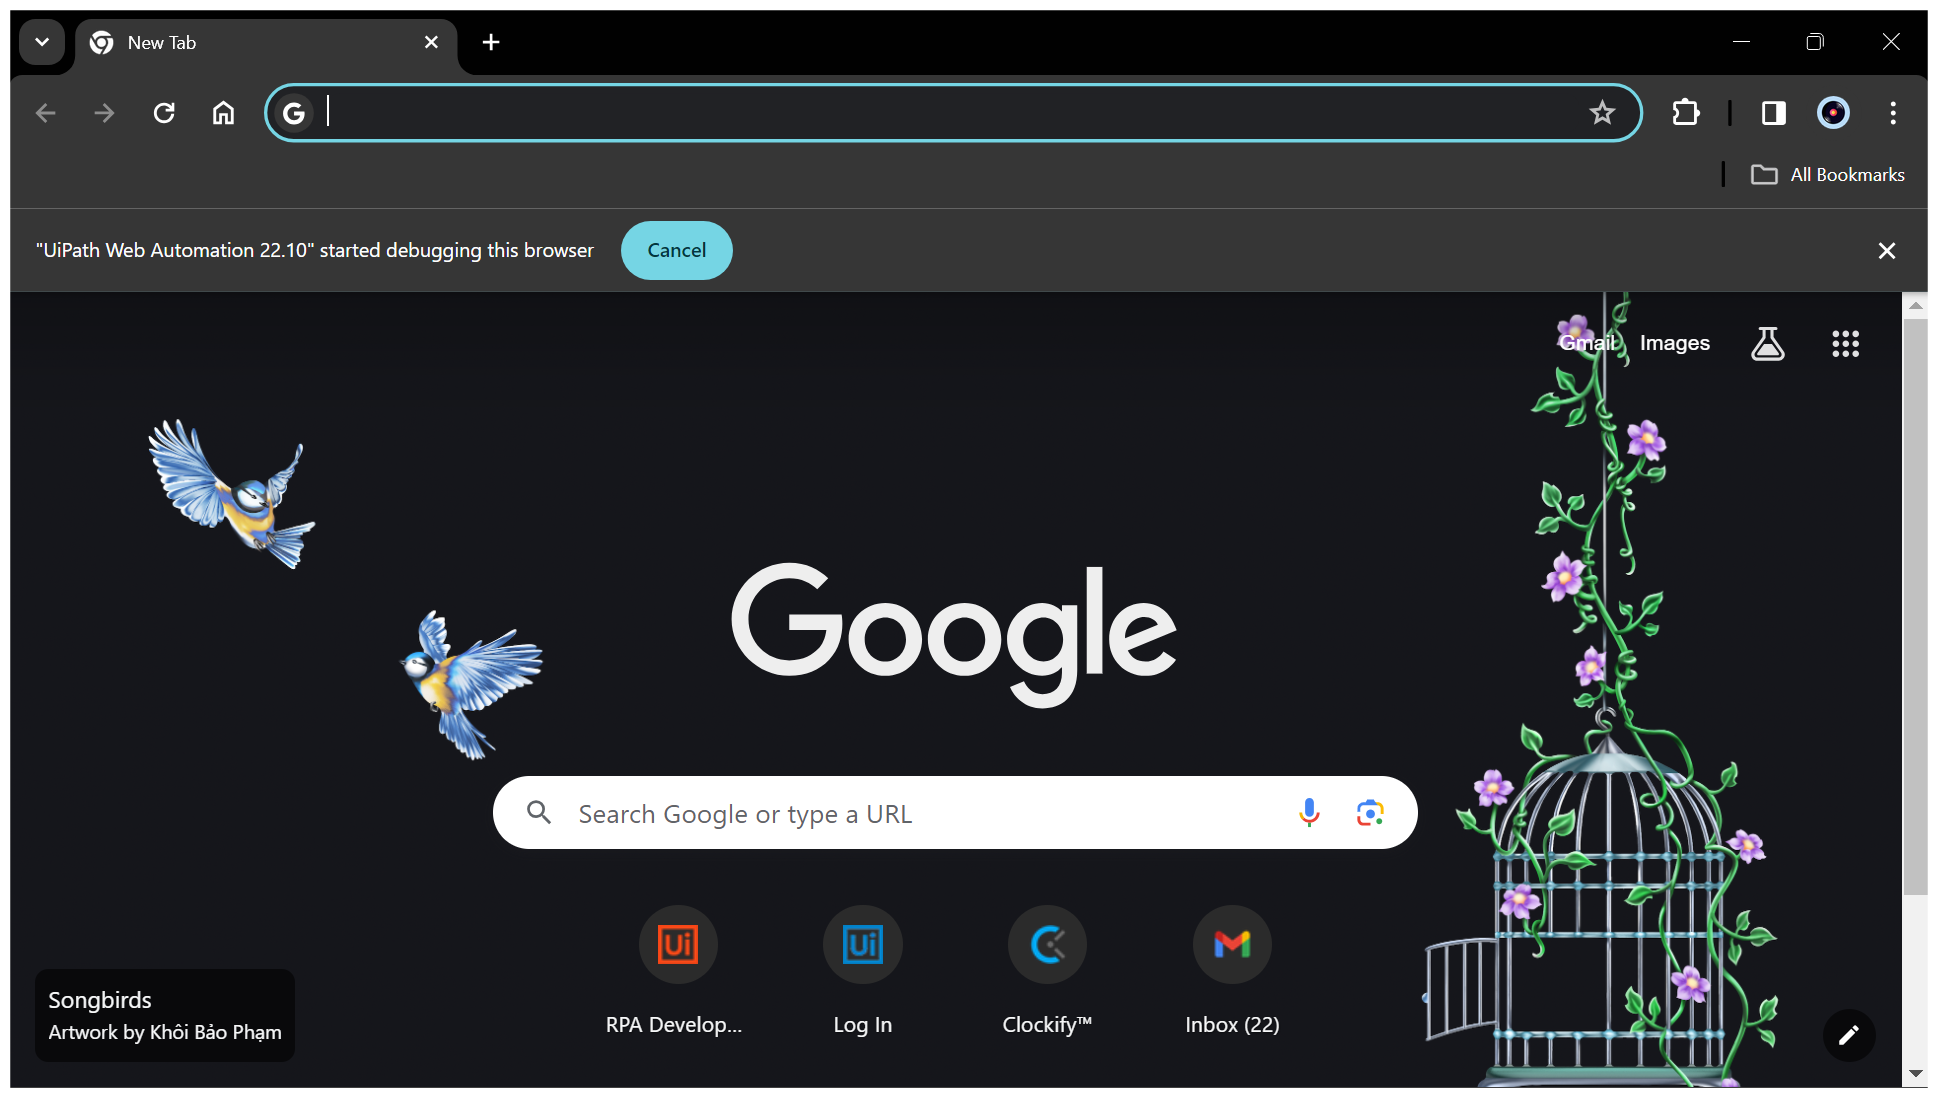 New Tab
All Bookmarks
"UiPath Web Automation 22.10" started debugging this browser Cancel
Gmail Images
Google
Search Google or type a URL
Ui Ui
RPA Develop... Log In Clockify™ Inbox (22)
Songbirds
Artwork by Khôi Bảo Phạm